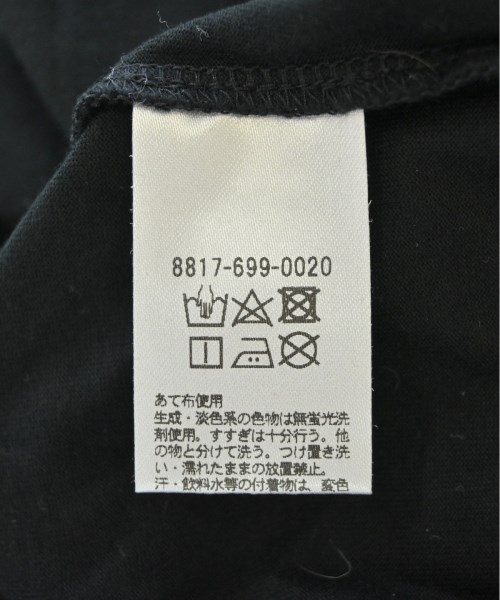 8817-699-0020
あて布使用
生成・淡色系の色物は無蛍光洗
剤使用。すすぎは十分行う。他
の物と分けて洗う。つけ置き洗
い・濡れたままの放置禁止。
汗・飲料水等の付着物は、変色